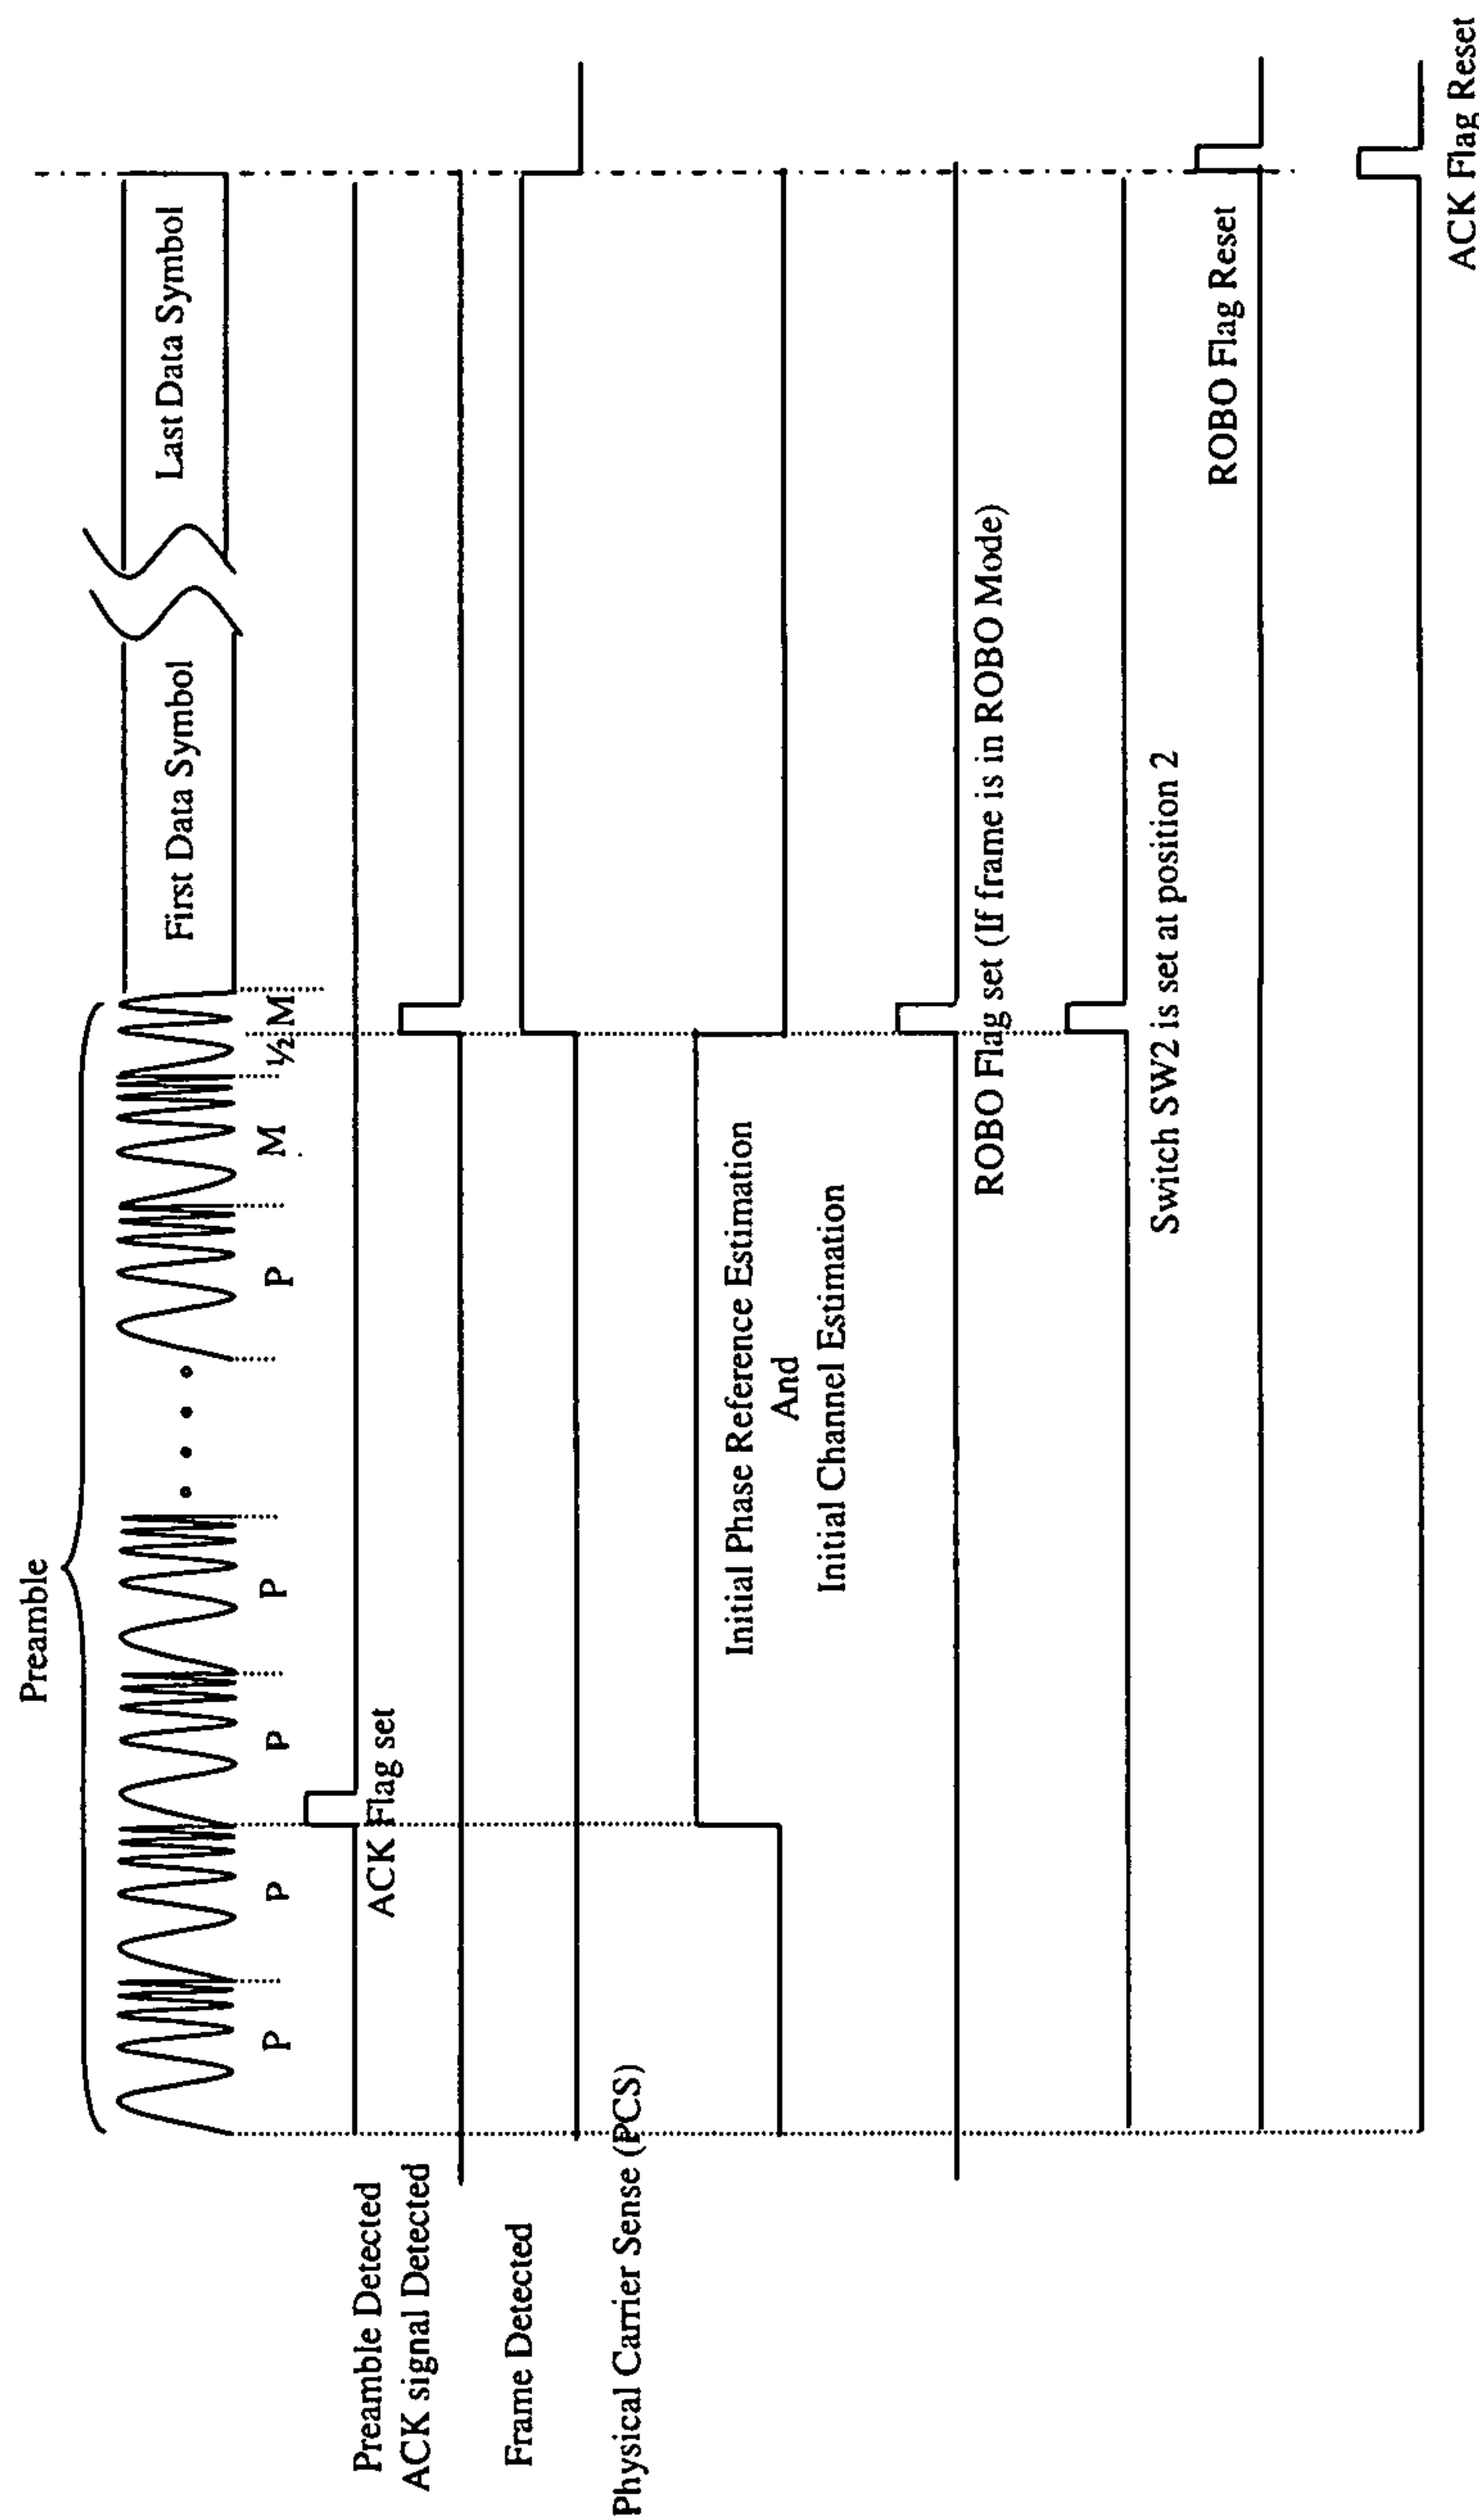 Preamble
First Data Symbol
Last Data Symbol
P
P
P
P
P
M
½ M
Preamble Detected
ACK signal Detected
ACK Flag set
Frame Detected
Physical Carrier Sense (PCS)
Initial Phase Reference Estimation
And
Initial Channel Estimation
ROBO Flag set (If frame is in ROBO Mode)
Switch SW2 is set at position 2
ROBO Flag Reset
ACK Flag Reset